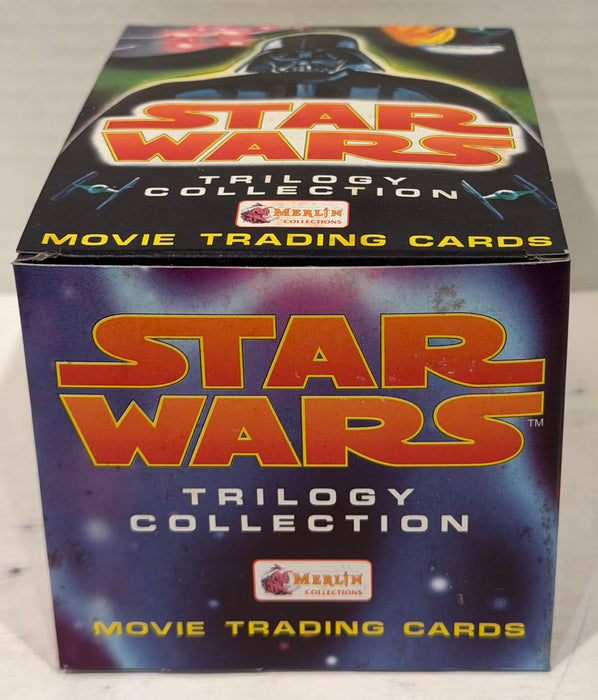 STAR
WARS
TRILOGY
COLLECTION
MERLIN
COLLECTIONS
MOVIE TRADING CARDS
STAR
WARS
TM
TRILOGY
COLLECTION
MERLIN
COLLECTIONS
MOVIE TRADING CARDS